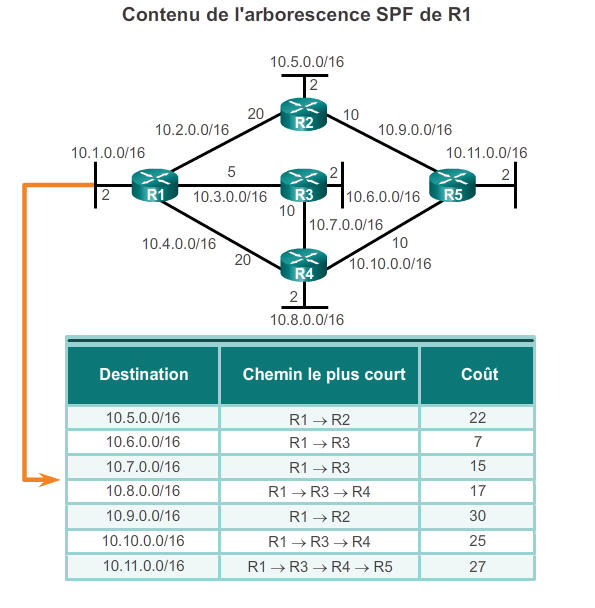 Contenu de l'arborescence SPF de R1
10.5.0.0/16
2
20
R2
10
10.2.0.0/16
10.9.0.0/16
10.1.0.0/16
10.11.0.0/16
5
2
2
R1
R3
R5
2
10.3.0.0/16
10.6.0.0/16
10
10.7.0.0/16
10.4.0.0/16
10
20
R4
10.10.0.0/16
2
10.8.0.0/16
Destination Chemin le plus court Coût
10.5.0.0/16 R1 → R2 22
10.6.0.0/16 R1 → R3 7
10.7.0.0/16 R1 → R3 15
10.8.0.0/16 R1 → R3 → R4 17
10.9.0.0/16 R1 → R2 30
10.10.0.0/16 R1 → R3 → R4 25
10.11.0.0/16 R1 → R3 → R4 → R5 27